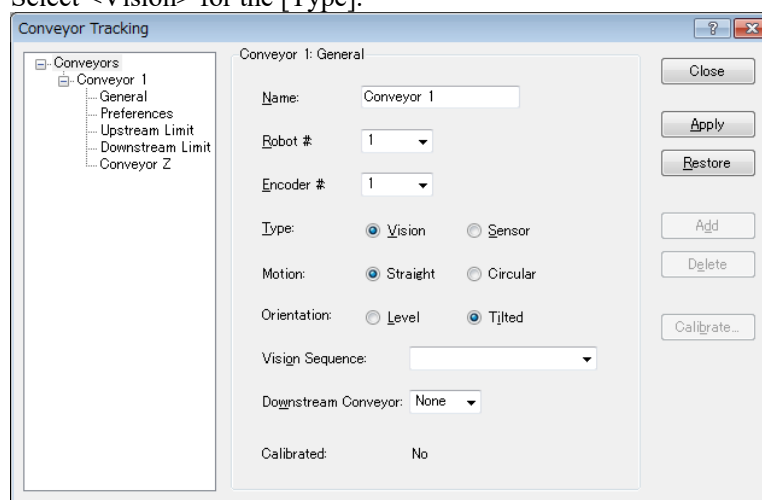 Select <Vision> for the [Type].
Conveyor Tracking
Conveyors
Conveyor 1
General
Preferences
Upstream Limit
Downstream Limit
Conveyor Z
Conveyor 1: General
Name: Conveyor 1
Robot # 1
Encoder # 1
Type: Vision Sensor
Motion: Straight Circular
Orientation: Level Tilted
Vision Sequence:
Downstream Conveyor: None
Calibrated: No
Close
Apply
Restore
Add
Delete
Calibrate...